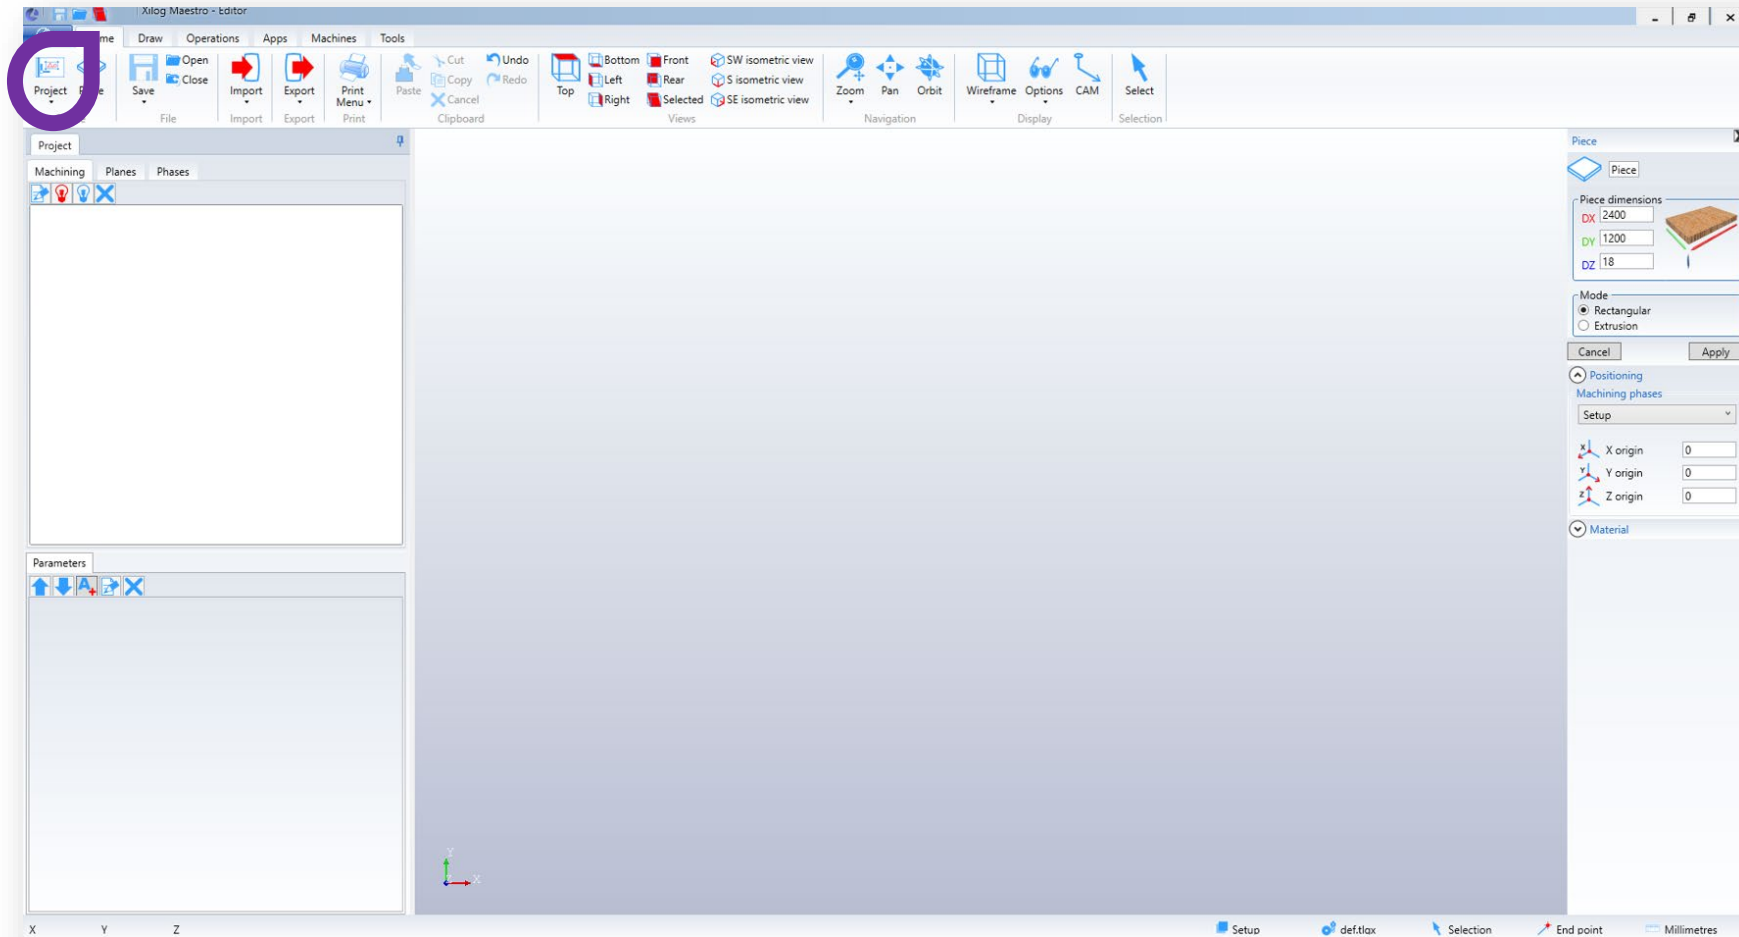 Xilog Maestro - Editor
Draw Operations Apps Machines Tools
Project
Save
Open
Close
File
Import
Import
Export
Export
Print
Menu
Print
Paste
Cut
Copy
Cancel
Undo
Redo
Clipboard
Top
Bottom
Left
Right
Front
Rear
Selected
SW isometric view
S isometric view
SE isometric view
Views
Zoom
Pan
Orbit
Navigation
Wireframe
Options
CAM
Display
Select
Selection
Project
Machining Planes Phases
Parameters
Y
X
Piece
Piece
Piece dimensions
DX 2400
DY 1200
DZ 18
Mode
Rectangular
Extrusion
Cancel Apply
Positioning
Machining phases
Setup
X X origin 0
Y Y origin 0
Z Z origin 0
Material
X Y Z Setup def.tlgx Selection End point Millimetres